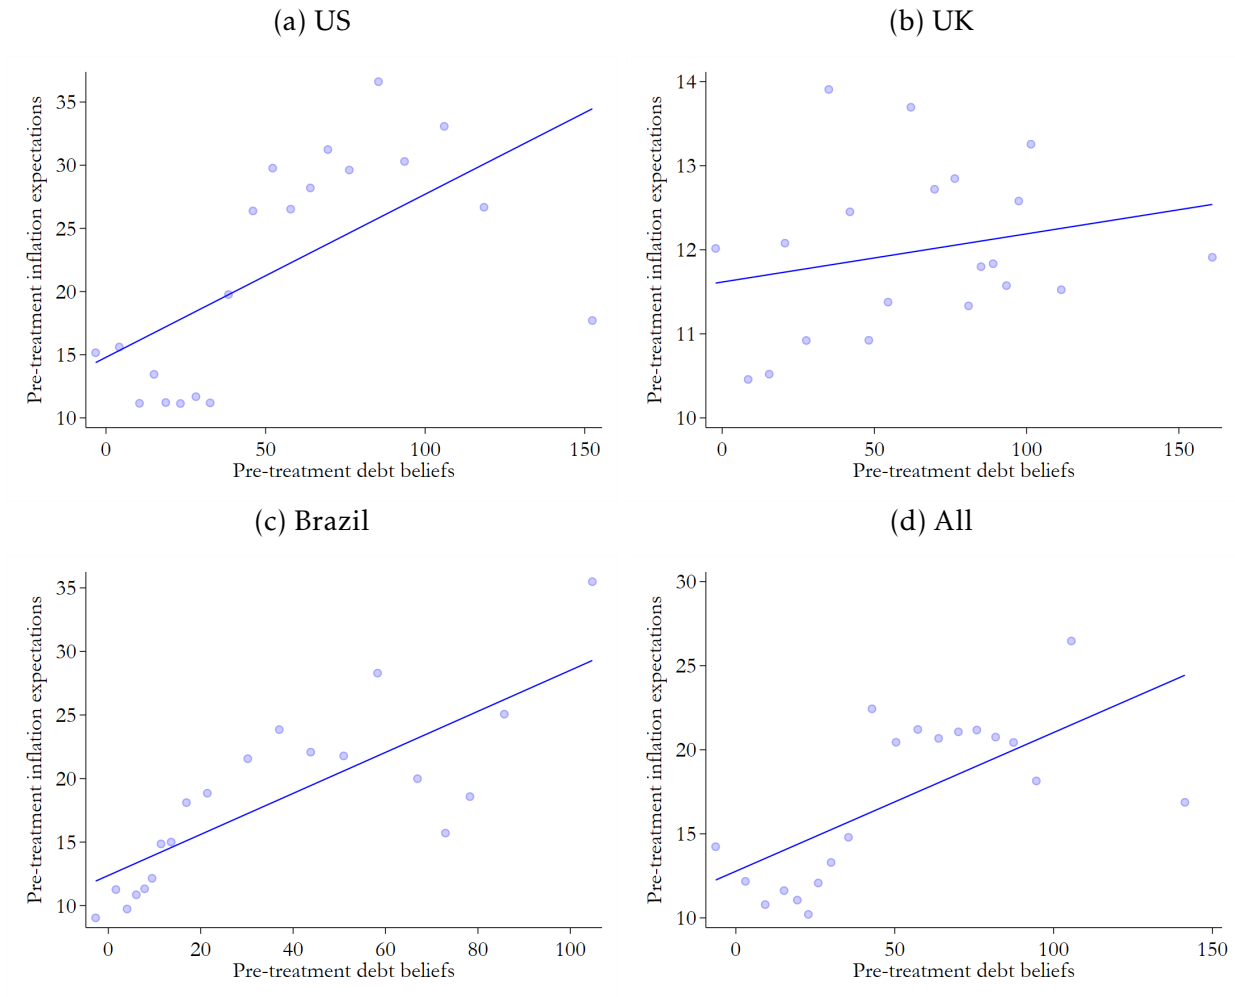 (a) US
Pre-treatment inflation expectations
35
30
25
20
15
10
0 50 100 150
Pre-treatment debt beliefs
(b) UK
Pre-treatment inflation expectations
14
13
12
11
10
0 50 100 150
Pre-treatment debt beliefs
(c) Brazil
Pre-treatment inflation expectations
35
30
25
20
15
10
0 20 40 60 80 100
Pre-treatment debt beliefs
(d) All
Pre-treatment inflation expectations
30
25
20
15
10
0 50 100 150
Pre-treatment debt beliefs